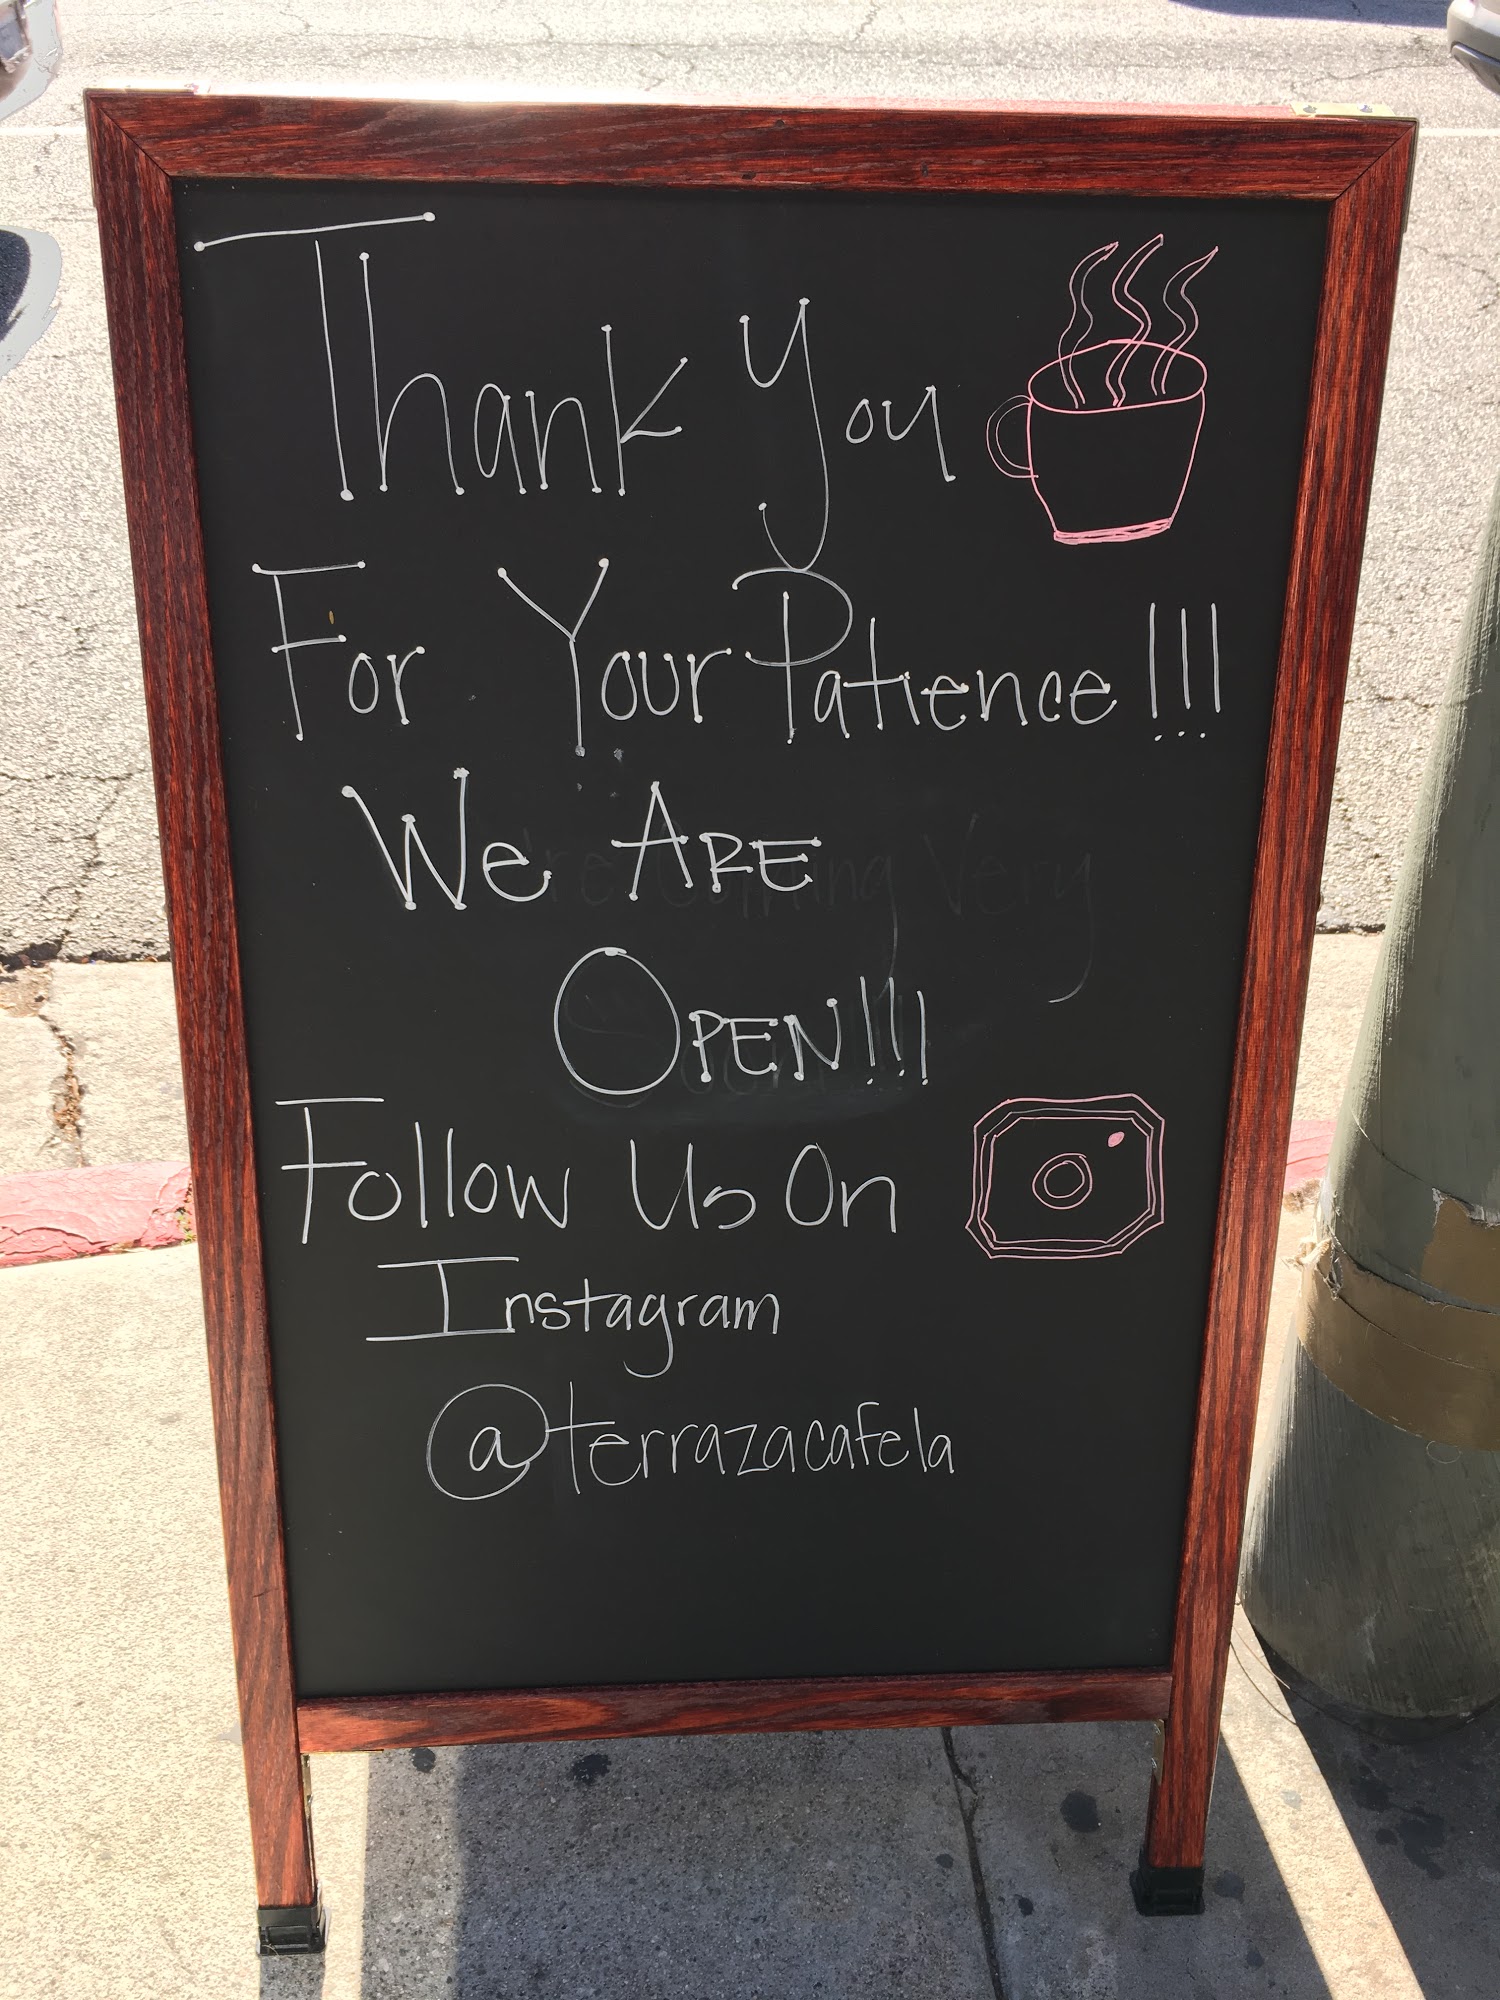 Thank You
For Your Patience!!!
We ARE
OPEN!!!
Follow Us On
Instagram
@terrazacafela